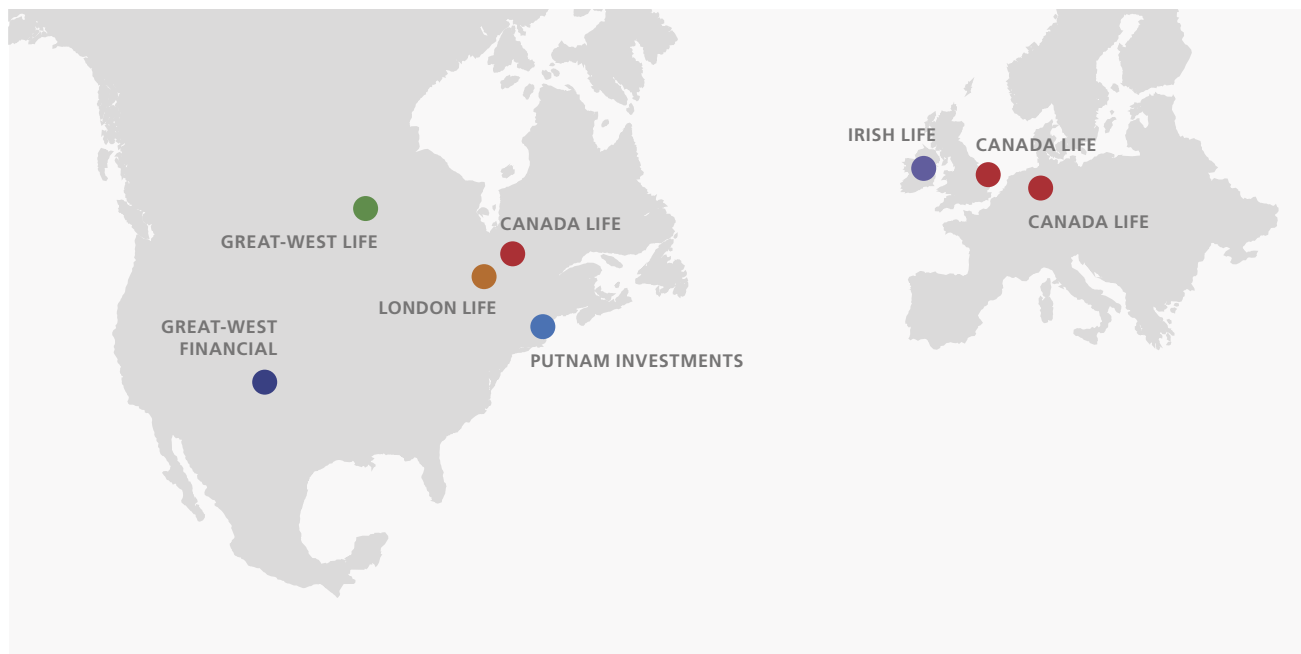 IRISH LIFE
CANADA LIFE
CANADA LIFE
CANADA LIFE
GREAT-WEST LIFE
LONDON LIFE
GREAT-WEST
FINANCIAL
PUTNAM INVESTMENTS